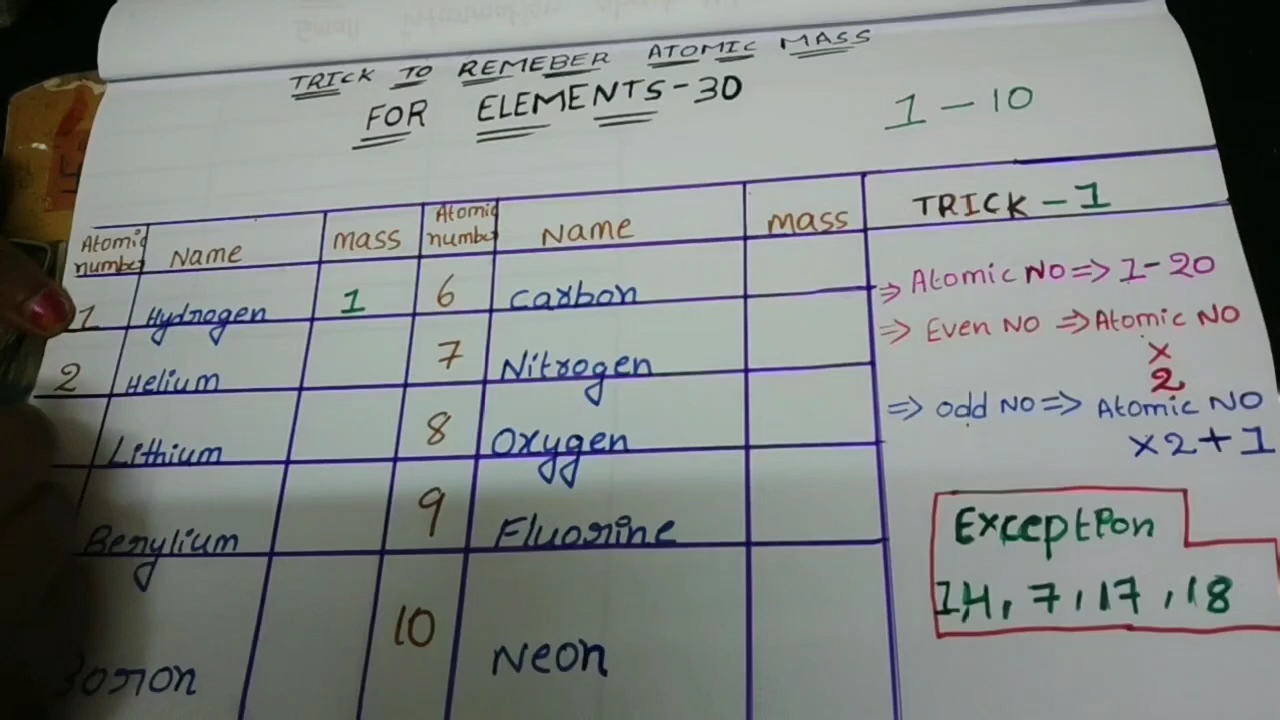 TRICK TO REMEBER ATOMIC MASS
FOR ELEMENTS-30
1-10
Atomic number Name mass Atomic number Name mass TRICK-1
1 Hydrogen 1 6 Carbon
2 Helium 7 Nitrogen
Lithium 8 Oxygen
Berylium 9 Fluorine
Boron 10 Neon
⇒ Atomic NO ⇒ 1-20
⇒ Even NO ⇒ Atomic NO
×
2
⇒ odd NO ⇒ Atomic NO
×2+1
Exception
1H, 7, 17, 18